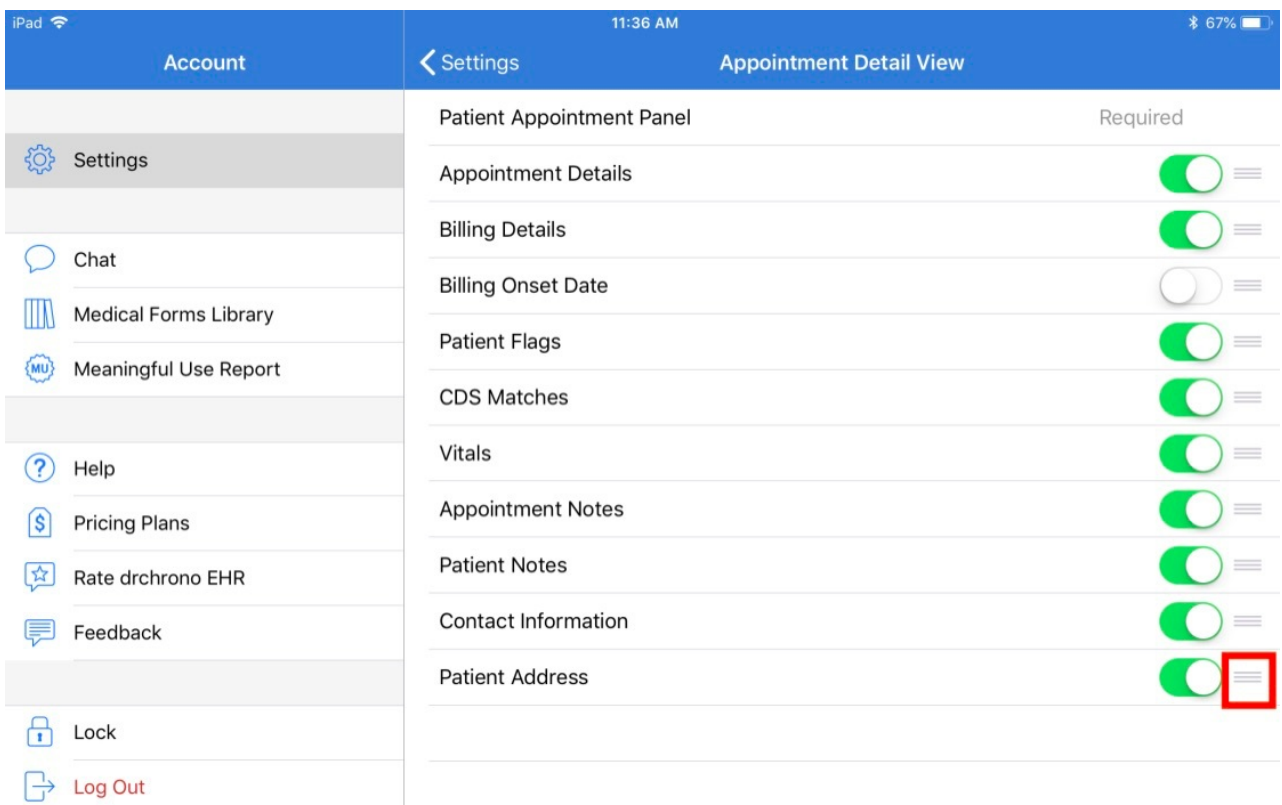 iPad 11:36 AM 67%
Account
Settings
Chat
Medical Forms Library
MU Meaningful Use Report
? Help
$ Pricing Plans
Rate drchrono EHR
Feedback
Lock
Log Out
Settings Appointment Detail View
Patient Appointment Panel Required
Appointment Details
Billing Details
Billing Onset Date
Patient Flags
CDS Matches
Vitals
Appointment Notes
Patient Notes
Contact Information
Patient Address